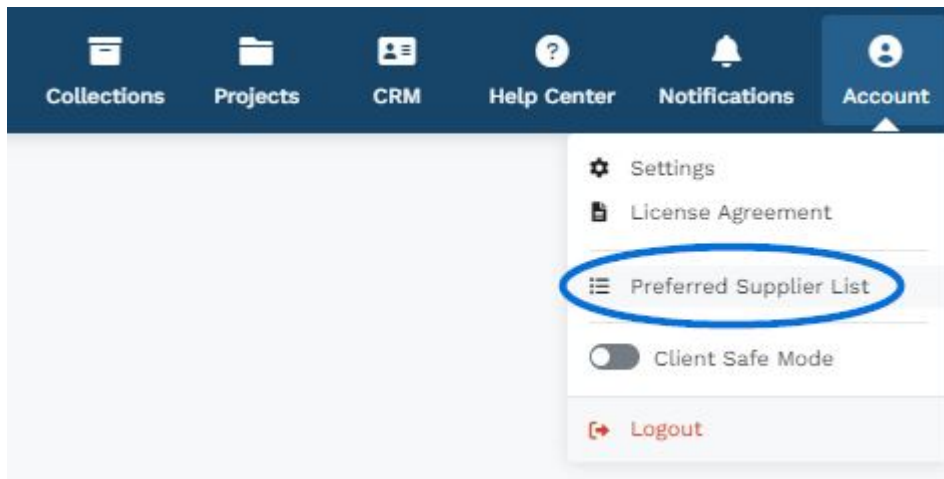 Collections Projects CRM Help Center Notifications Account
Settings
License Agreement
Preferred Supplier List
Client Safe Mode
Logout